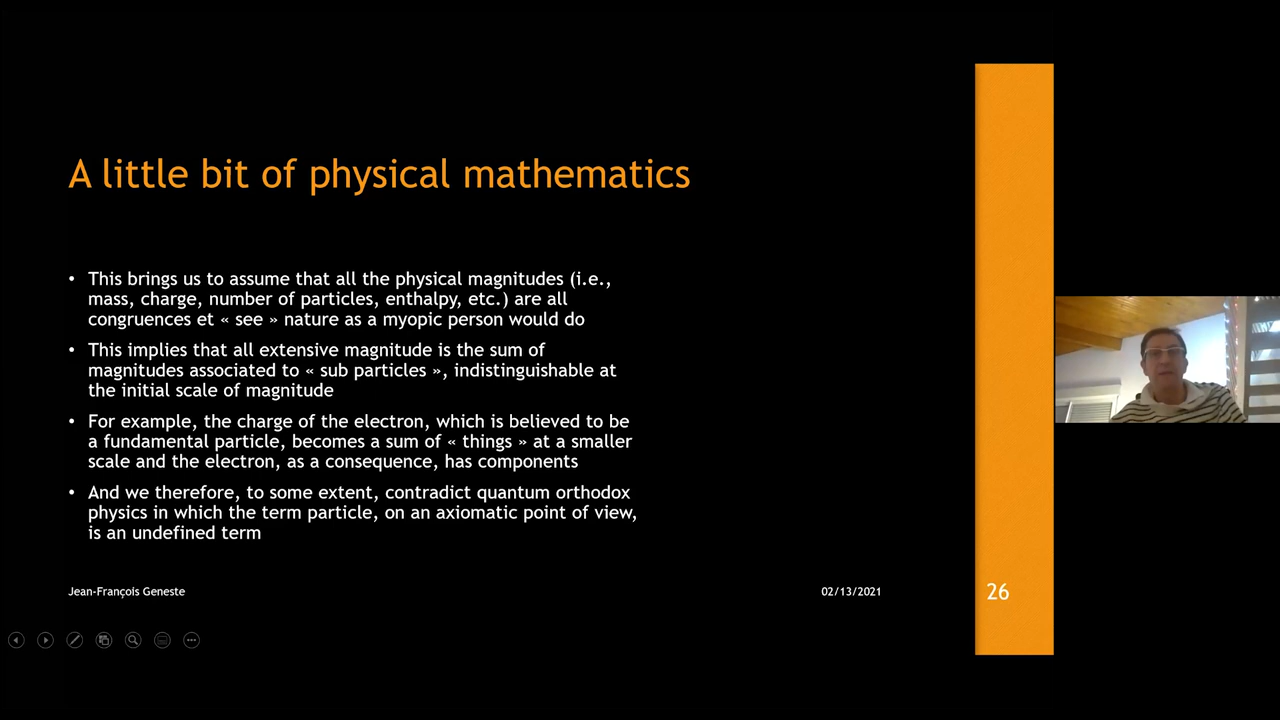 A little bit of physical mathematics
• This brings us to assume that all the physical magnitudes (i.e.,
mass, charge, number of particles, enthalpy, etc.) are all
congruences et « see » nature as a myopic person would do
• This implies that all extensive magnitude is the sum of
magnitudes associated to « sub particles », indistinguishable at
the initial scale of magnitude
• For example, the charge of the electron, which is believed to be
a fundamental particle, becomes a sum of « things » at a smaller
scale and the electron, as a consequence, has components
• And we therefore, to some extent, contradict quantum orthodox
physics in which the term particle, on an axiomatic point of view,
is an undefined term
Jean-François Geneste
02/13/2021
26